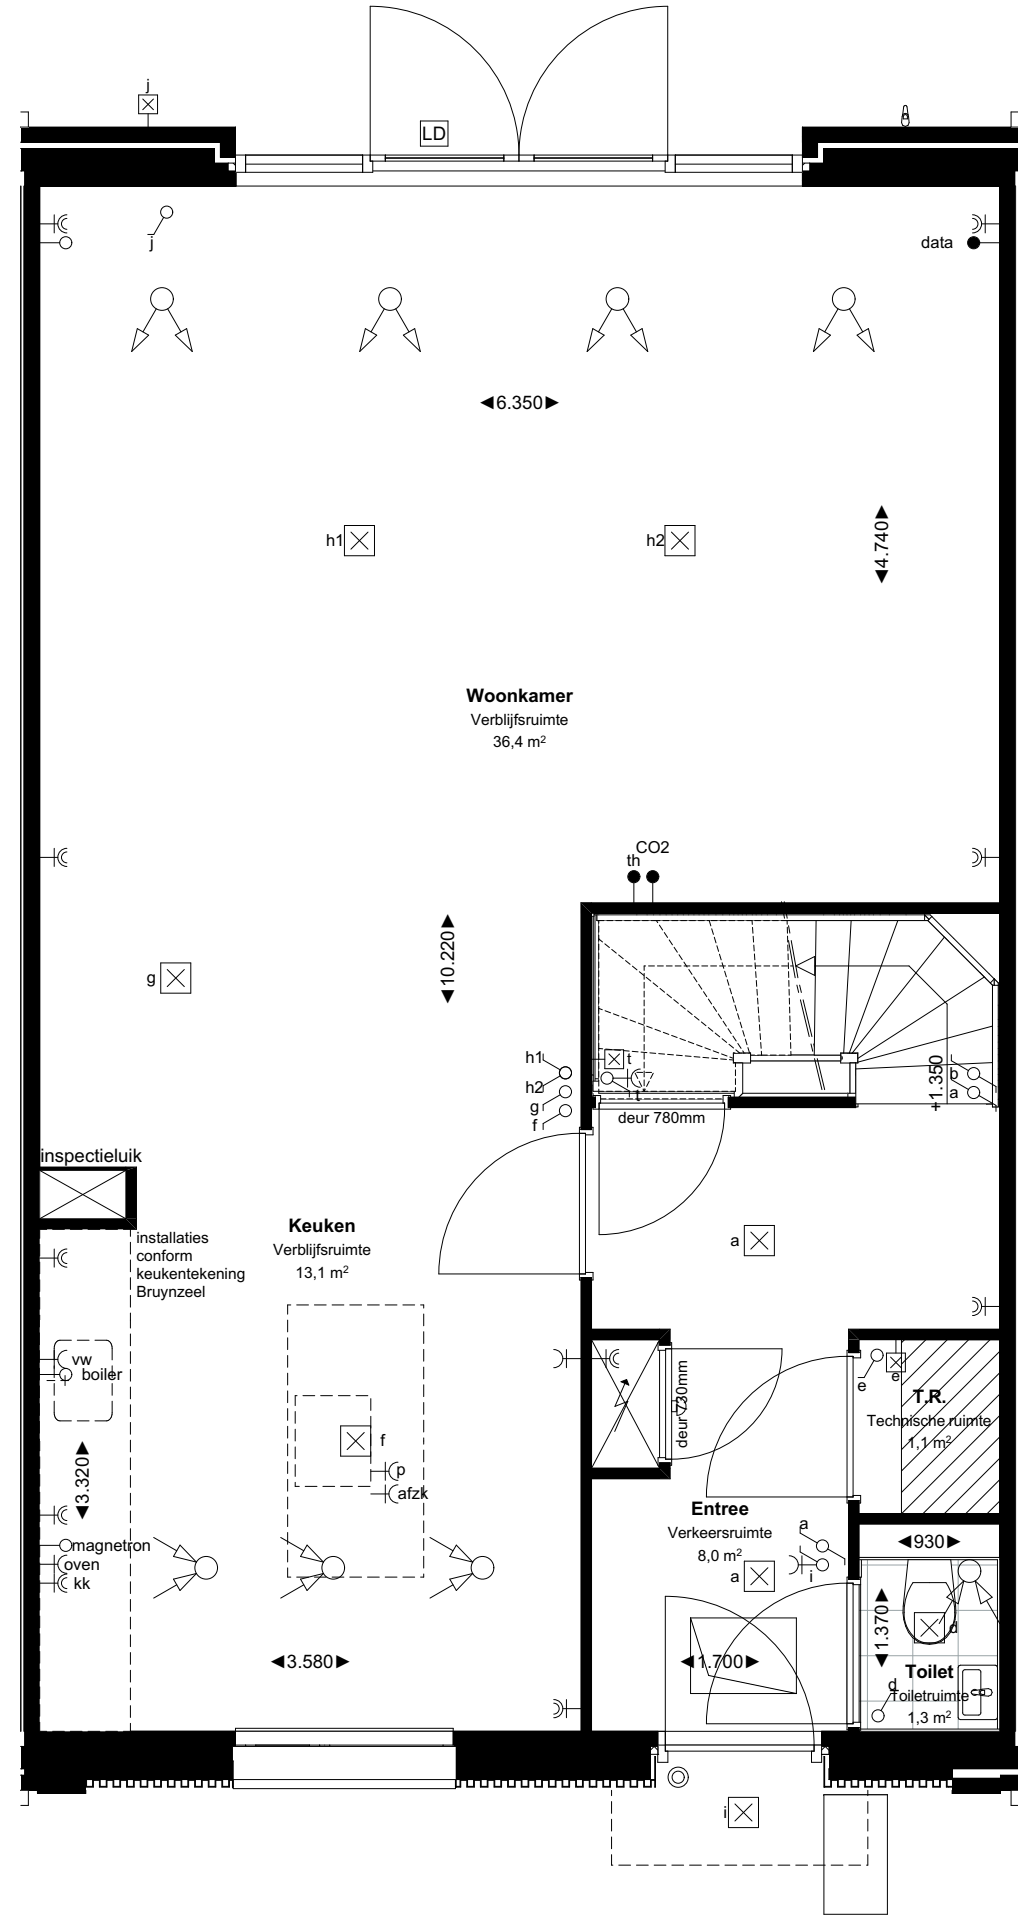 j
LD
j
data
◄6.350►
h1
h2
◄4.740►
Woonkamer
Verblijfsruimte
36,4 m²
CO2
th
◄10.220►
g
h1
h2
g
f
t
t
deur 780mm
+1.350
b
a
inspectieluik
installaties
conform
keukentekening
Bruynzeel
Keuken
Verblijfsruimte
13,1 m²
a
vw
boiler
◄3.320►
f
p
afzk
magnetron
oven
kk
◄3.580►
deur 730mm
e
e
T.R.
Technische ruimte
1,1 m²
Entree
Verkeersruimte
8,0 m²
a
a
i
◄1.700►
◄930►
◄1.370►
d
Toilet
d
Toiletruimte
1,3 m²
i